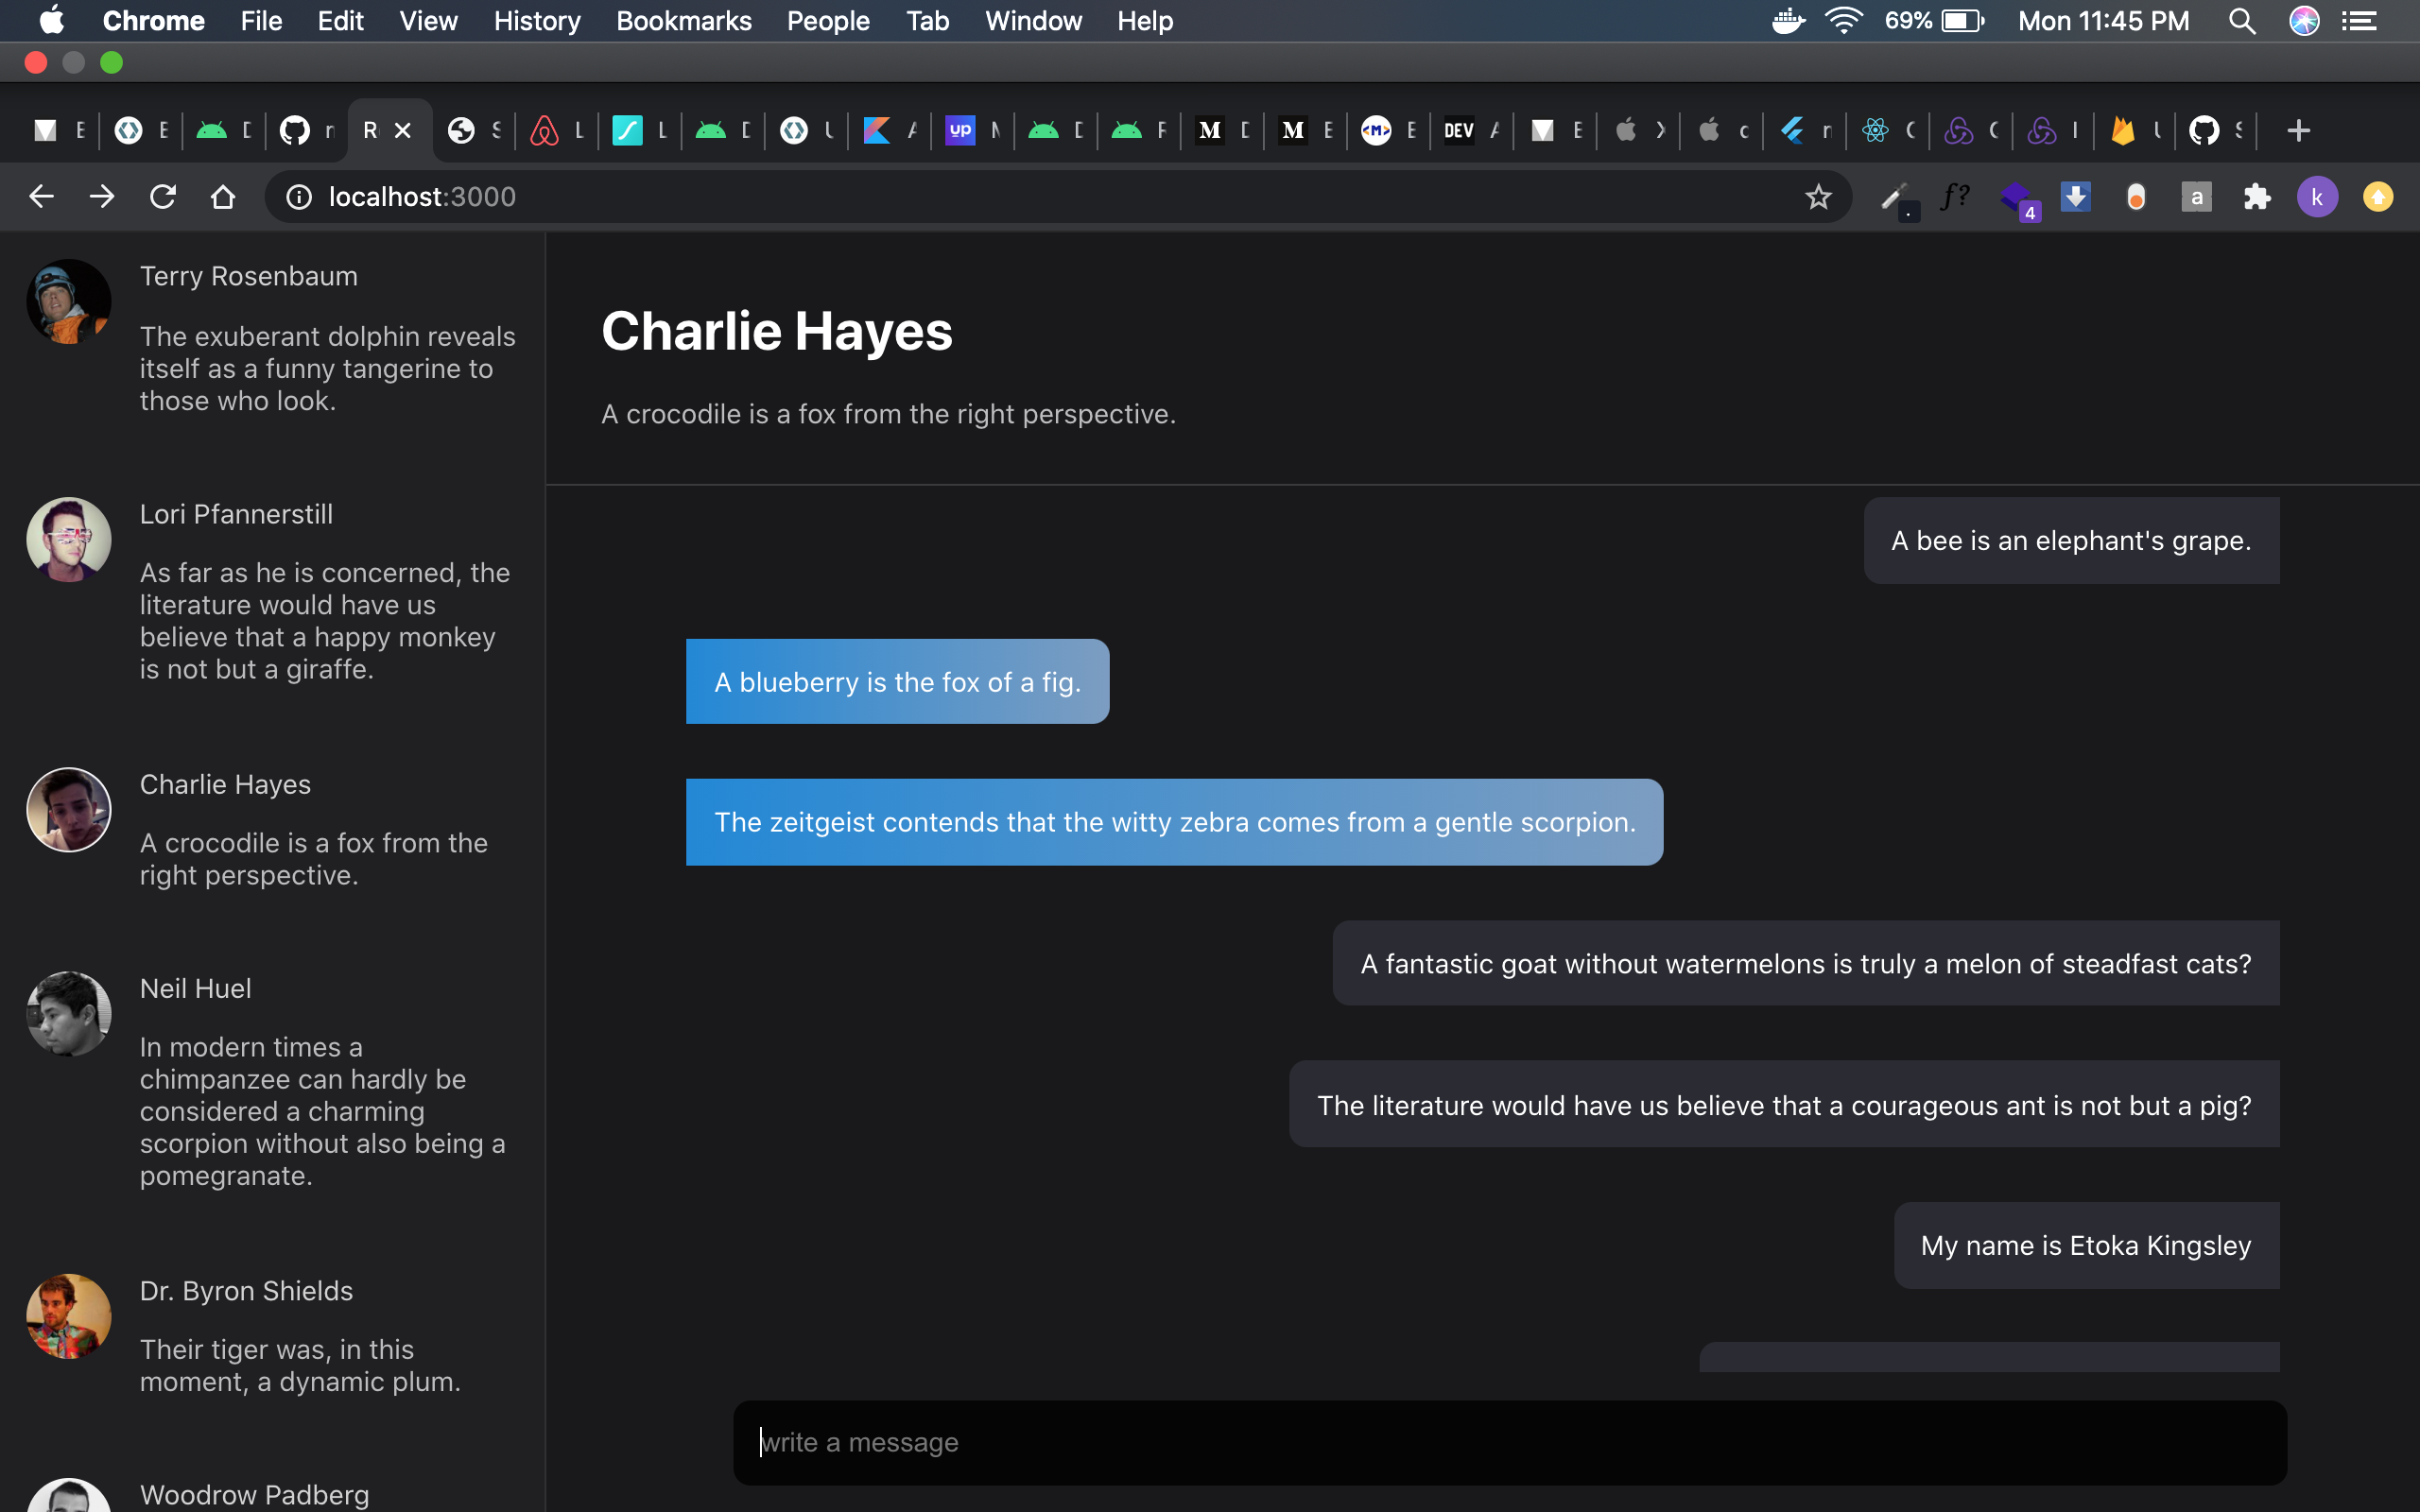 Chrome File Edit View History Bookmarks People Tab Window Help 69% Mon 11:45 PM
E E D n R S L L D U A up N D F M D M E <M> E DEV A E X c n C C I U S
localhost:3000 f? 4 a k
Terry Rosenbaum
The exuberant dolphin reveals
itself as a funny tangerine to
those who look.
Lori Pfannerstill
As far as he is concerned, the
literature would have us
believe that a happy monkey
is not but a giraffe.
Charlie Hayes
A crocodile is a fox from the
right perspective.
Neil Huel
In modern times a
chimpanzee can hardly be
considered a charming
scorpion without also being a
pomegranate.
Dr. Byron Shields
Their tiger was, in this
moment, a dynamic plum.
Woodrow Padberg
Charlie Hayes
A crocodile is a fox from the right perspective.
A bee is an elephant's grape.
A blueberry is the fox of a fig.
The zeitgeist contends that the witty zebra comes from a gentle scorpion.
A fantastic goat without watermelons is truly a melon of steadfast cats?
The literature would have us believe that a courageous ant is not but a pig?
My name is Etoka Kingsley
write a message